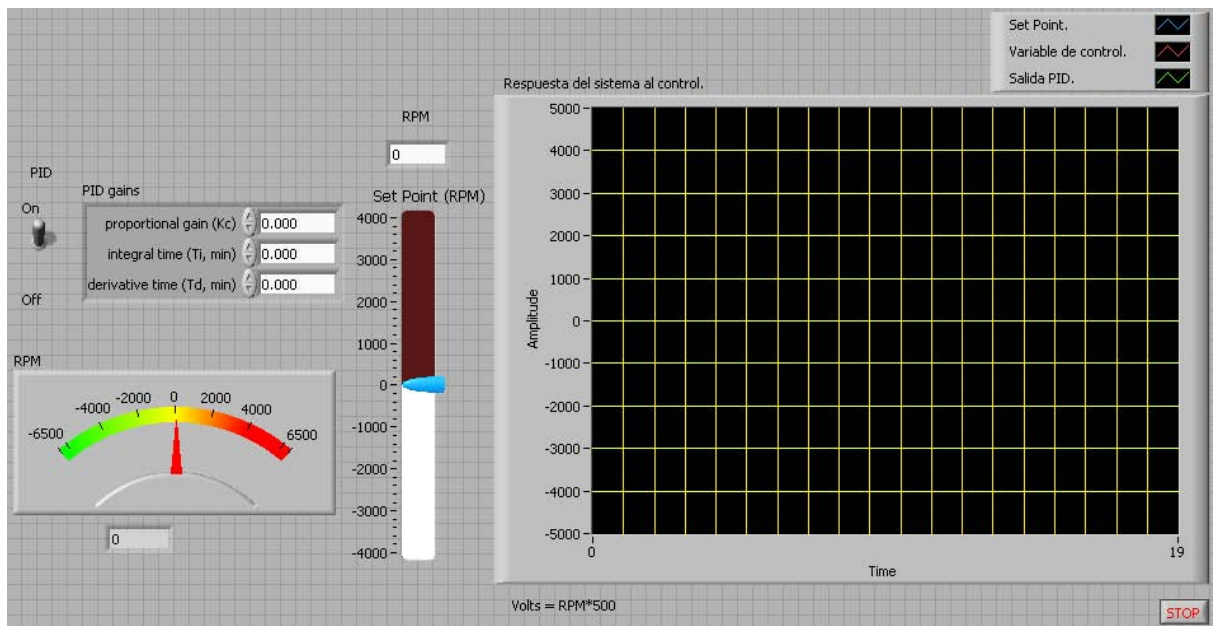 Set Point.
Variable de control.
Salida PID.
Respuesta del sistema al control.
RPM
0
PID
On
Off
PID gains
proportional gain (Kc) 0.000
integral time (Ti, min) 0.000
derivative time (Td, min) 0.000
Set Point (RPM)
4000
3000
2000
1000
0
-1000
-2000
-3000
-4000
RPM
-6500 -4000 -2000 0 2000 4000 6500
0
Amplitude
5000
4000
3000
2000
1000
0
-1000
-2000
-3000
-4000
-5000
0 19
Time
Volts = RPM*500
STOP